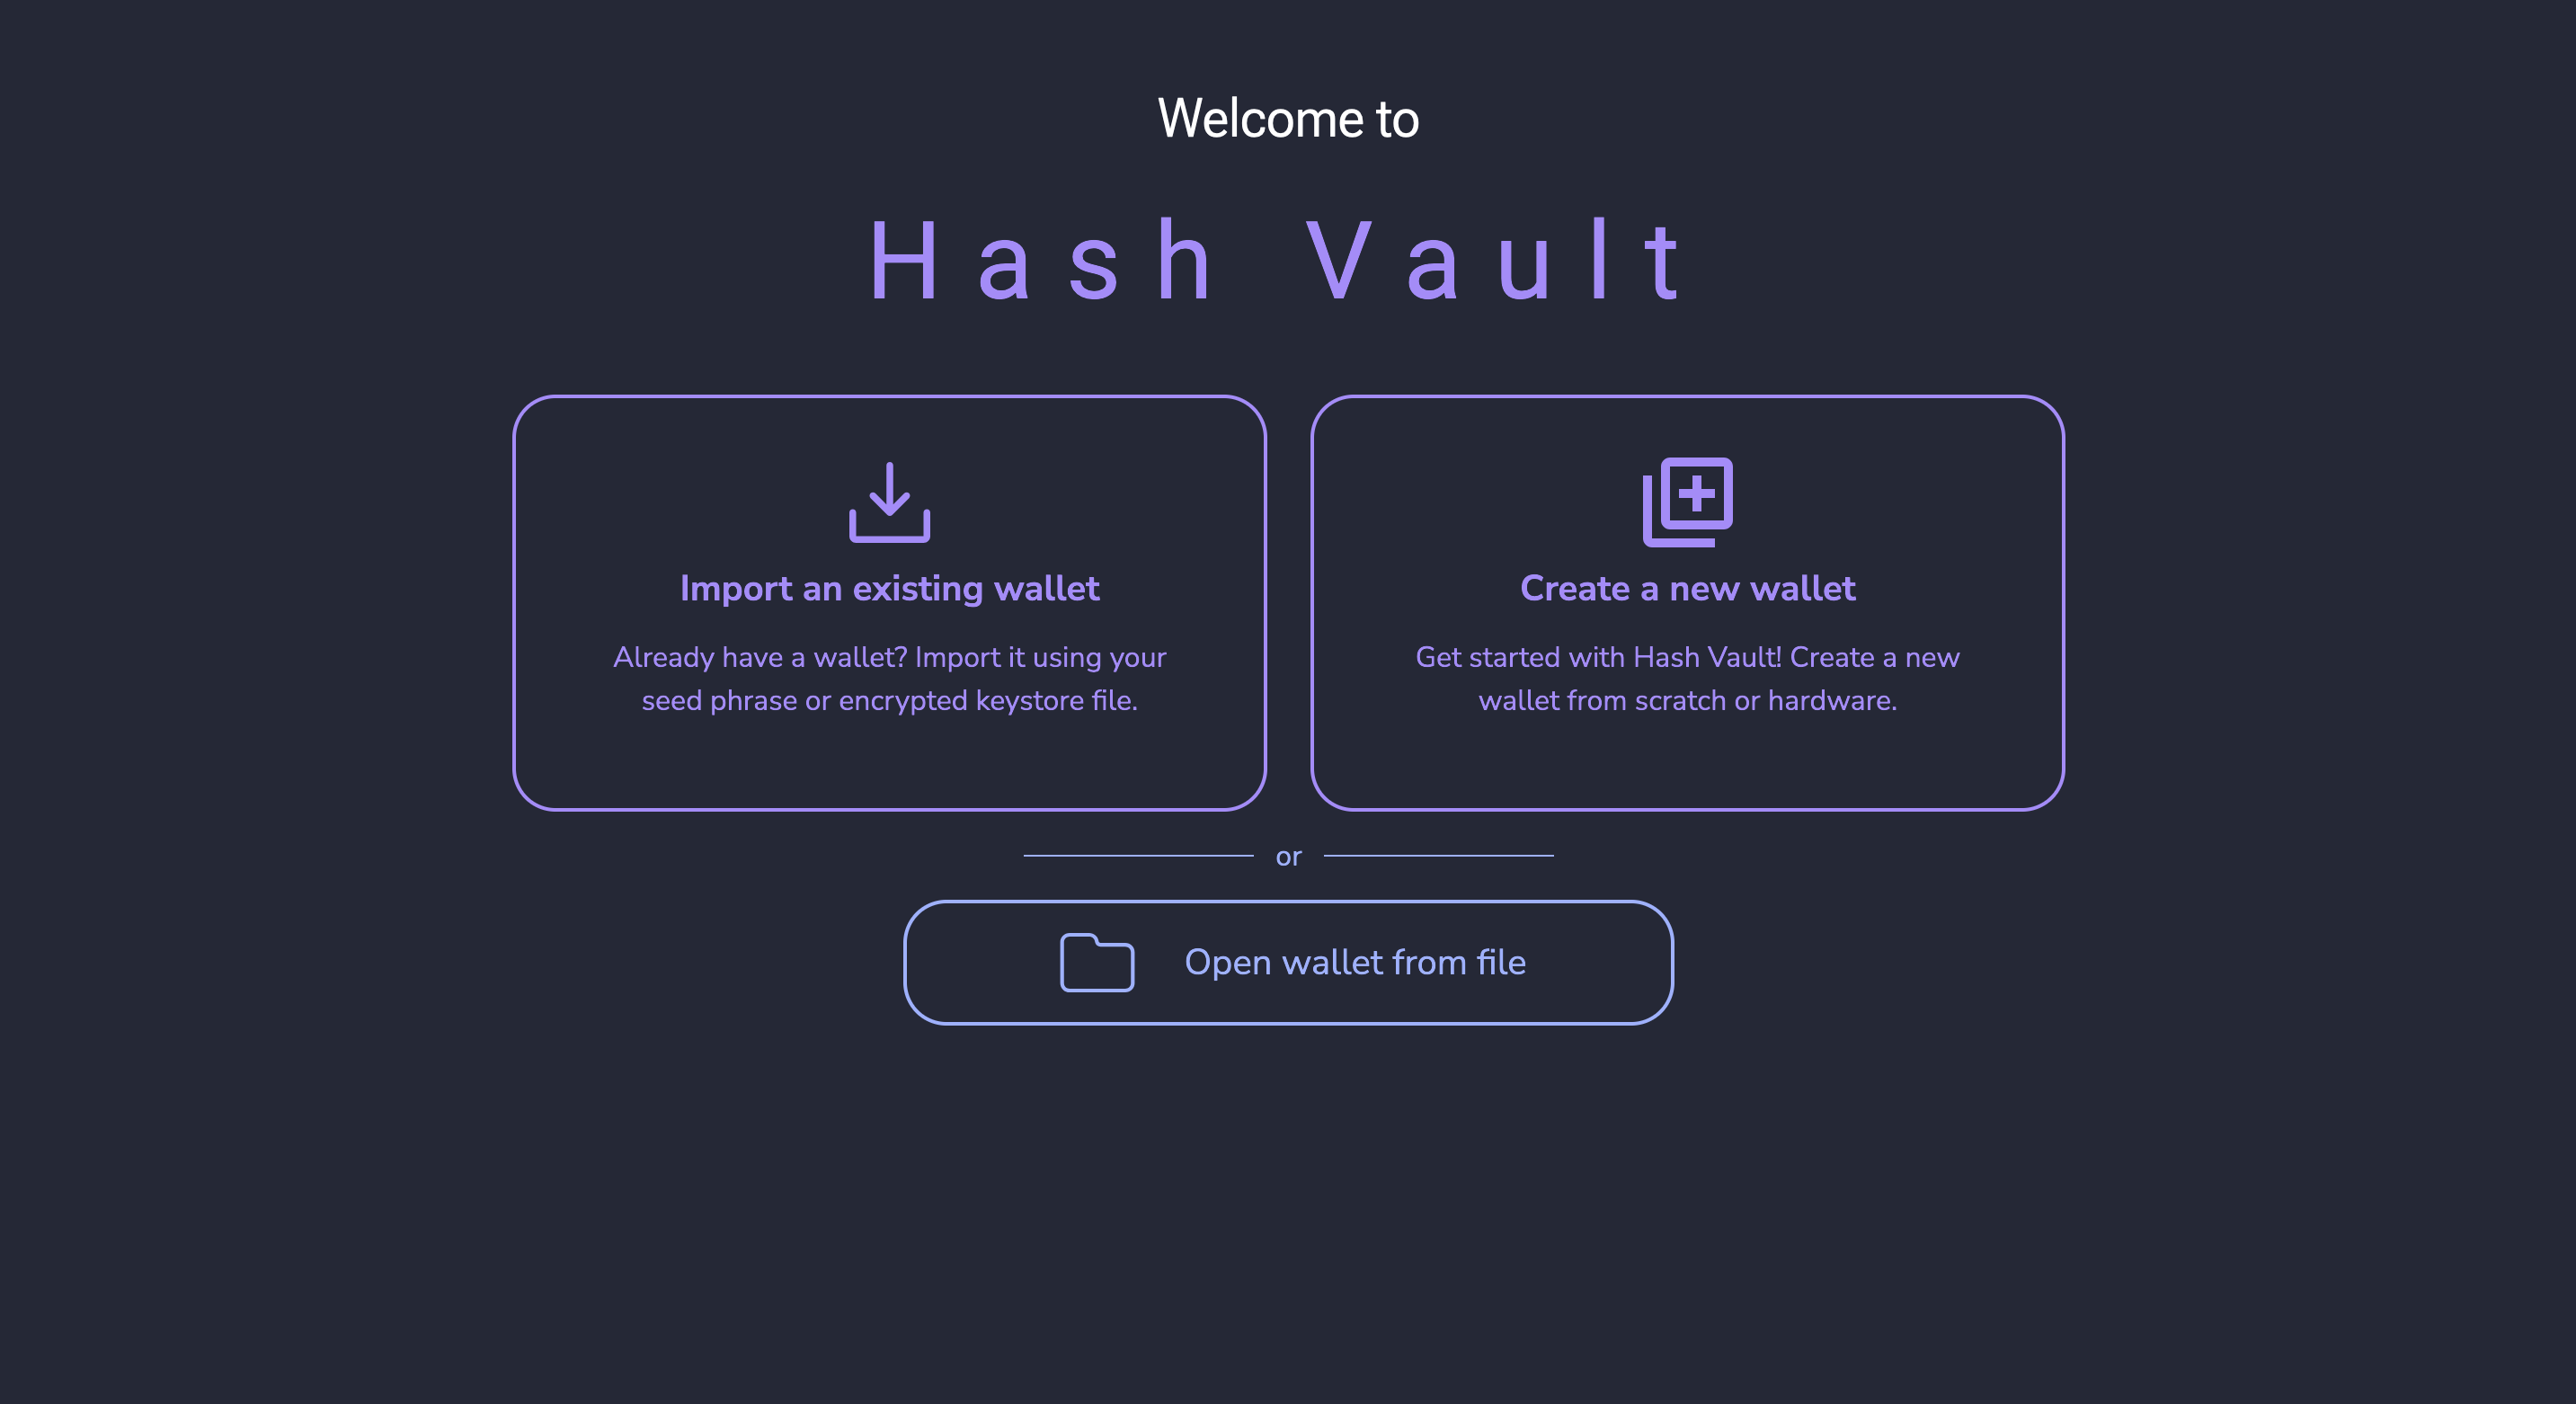 Welcome to
Hash Vault
Import an existing wallet
Already have a wallet? Import it using your
seed phrase or encrypted keystore file.
Create a new wallet
Get started with Hash Vault! Create a new
wallet from scratch or hardware.
or
Open wallet from file